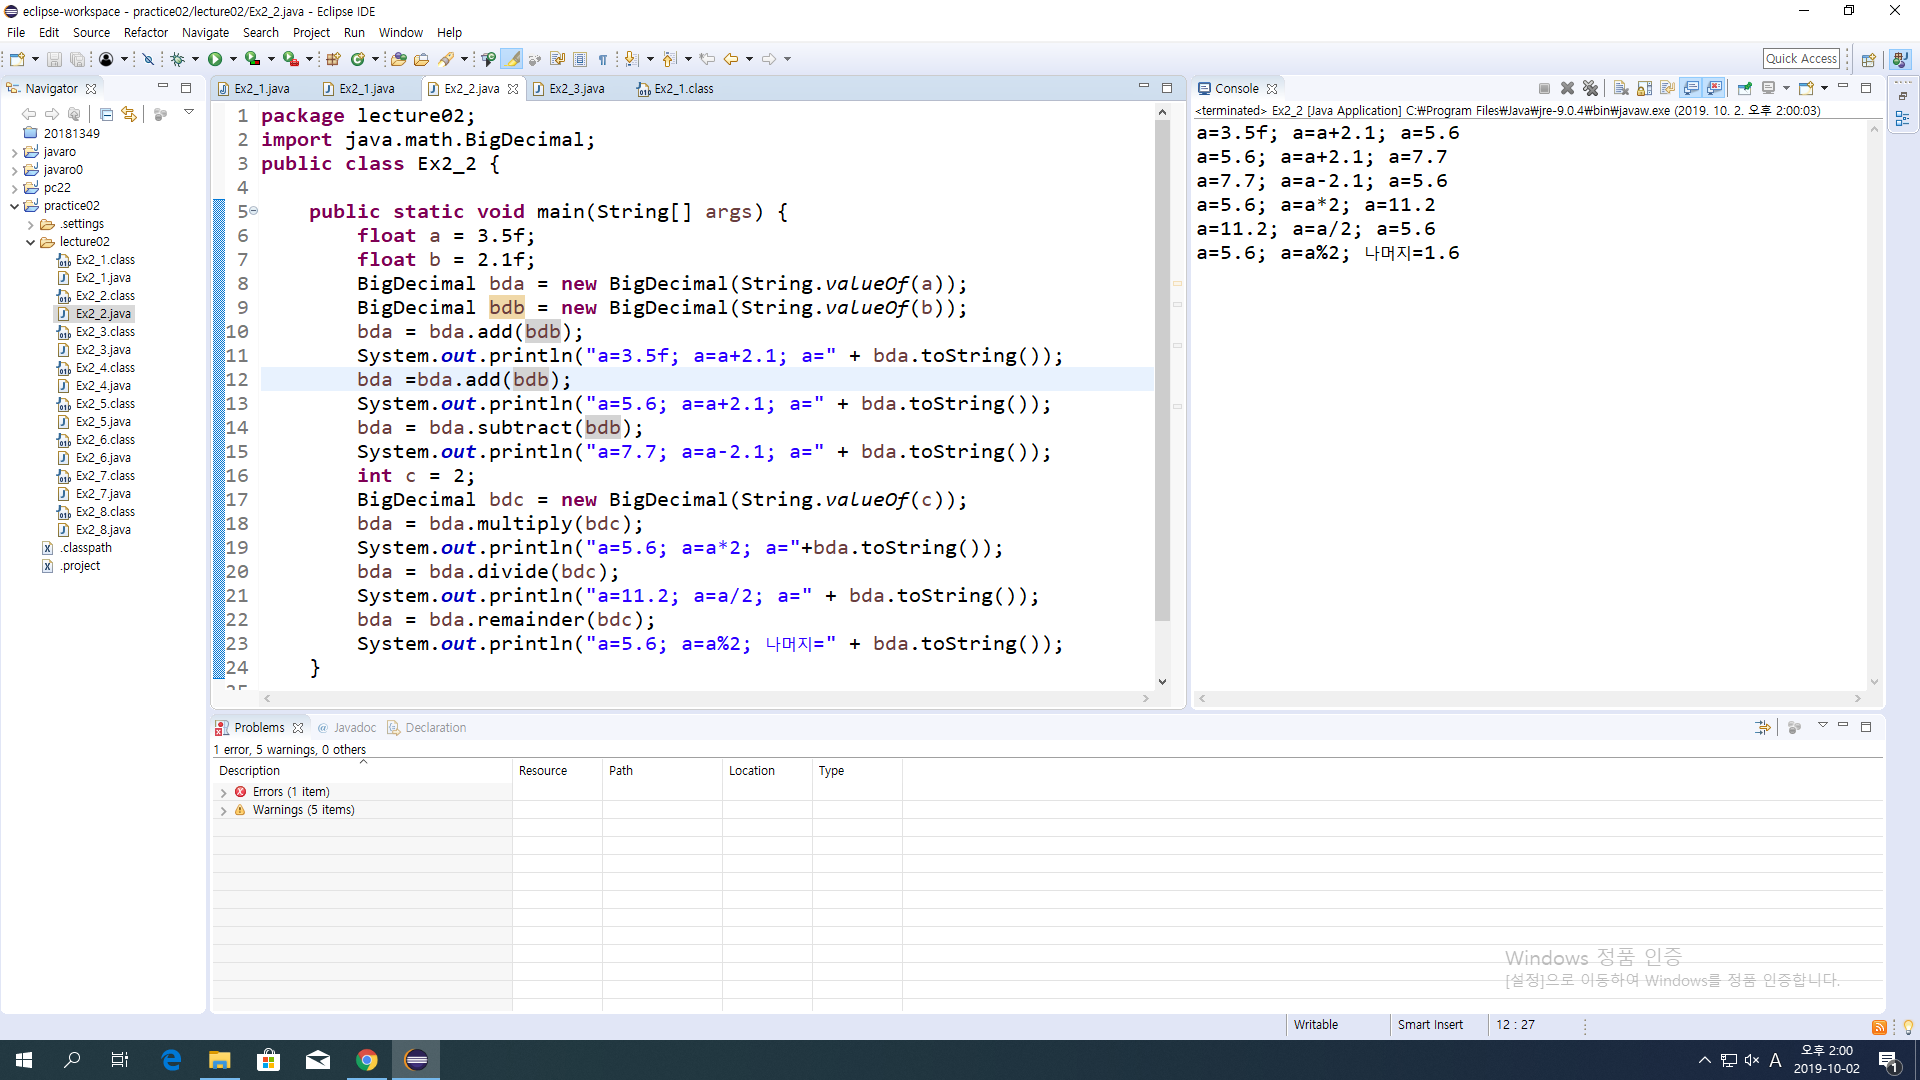 eclipse-workspace - practice02/lecture02/Ex2_2.java - Eclipse IDE
File Edit Source Refactor Navigate Search Project Run Window Help
Quick Access
Navigator
20181349
javaro
javaro0
pc22
practice02
.settings
lecture02
Ex2_1.class
Ex2_1.java
Ex2_2.class
Ex2_2.java
Ex2_3.class
Ex2_3.java
Ex2_4.class
Ex2_4.java
Ex2_5.class
Ex2_5.java
Ex2_6.class
Ex2_6.java
Ex2_7.class
Ex2_7.java
Ex2_8.class
Ex2_8.java
.classpath
.project
Ex2_1.java Ex2_1.java Ex2_2.java Ex2_3.java Ex2_1.class
1 package lecture02;
2 import java.math.BigDecimal;
3 public class Ex2_2 {
4
5 public static void main(String[] args) {
6 float a = 3.5f;
7 float b = 2.1f;
8 BigDecimal bda = new BigDecimal(String.valueOf(a));
9 BigDecimal bdb = new BigDecimal(String.valueOf(b));
10 bda = bda.add(bdb);
11 System.out.println("a=3.5f; a=a+2.1; a=" + bda.toString());
12 bda =bda.add(bdb);
13 System.out.println("a=5.6; a=a+2.1; a=" + bda.toString());
14 bda = bda.subtract(bdb);
15 System.out.println("a=7.7; a=a-2.1; a=" + bda.toString());
16 int c = 2;
17 BigDecimal bdc = new BigDecimal(String.valueOf(c));
18 bda = bda.multiply(bdc);
19 System.out.println("a=5.6; a=a*2; a="+bda.toString());
20 bda = bda.divide(bdc);
21 System.out.println("a=11.2; a=a/2; a=" + bda.toString());
22 bda = bda.remainder(bdc);
23 System.out.println("a=5.6; a=a%2; 나머지=" + bda.toString());
24 }
Console
<terminated> Ex2_2 [Java Application] C:₩Program Files₩Java₩jre-9.0.4₩bin₩javaw.exe (2019. 10. 2. 오후 2:00:03)
a=3.5f; a=a+2.1; a=5.6
a=5.6; a=a+2.1; a=7.7
a=7.7; a=a-2.1; a=5.6
a=5.6; a=a*2; a=11.2
a=11.2; a=a/2; a=5.6
a=5.6; a=a%2; 나머지=1.6
Problems Javadoc Declaration
1 error, 5 warnings, 0 others
Description Resource Path Location Type
Errors (1 item)
Warnings (5 items)
Windows 정품 인증
[설정]으로 이동하여 Windows를 정품 인증합니다.
Writable Smart Insert 12 : 27
A 오후 2:00
2019-10-02
1